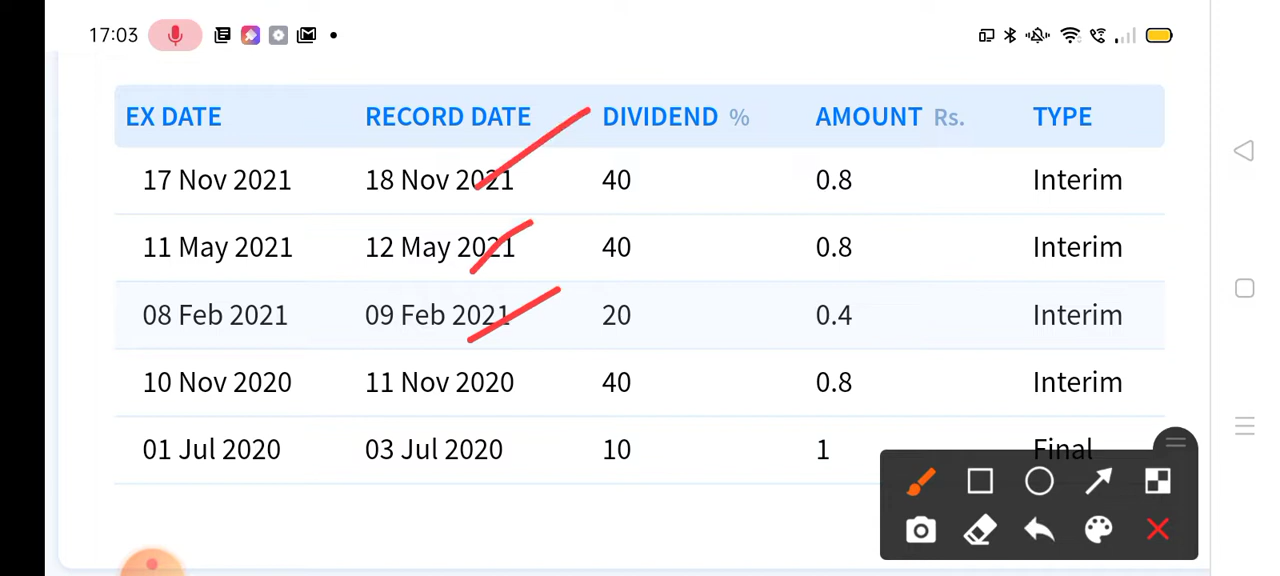 17:03
EX DATE RECORD DATE DIVIDEND % AMOUNT Rs. TYPE
17 Nov 2021 18 Nov 2021 40 0.8 Interim
11 May 2021 12 May 2021 40 0.8 Interim
08 Feb 2021 09 Feb 2021 20 0.4 Interim
10 Nov 2020 11 Nov 2020 40 0.8 Interim
01 Jul 2020 03 Jul 2020 10 1 Final